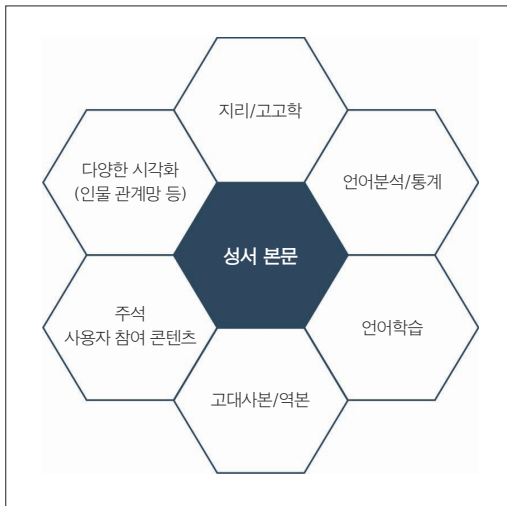 지리/고고학
다양한 시각화
(인물 관계망 등)
언어분석/통계
성서 본문
주석
사용자 참여 콘텐츠
언어학습
고대사본/역본